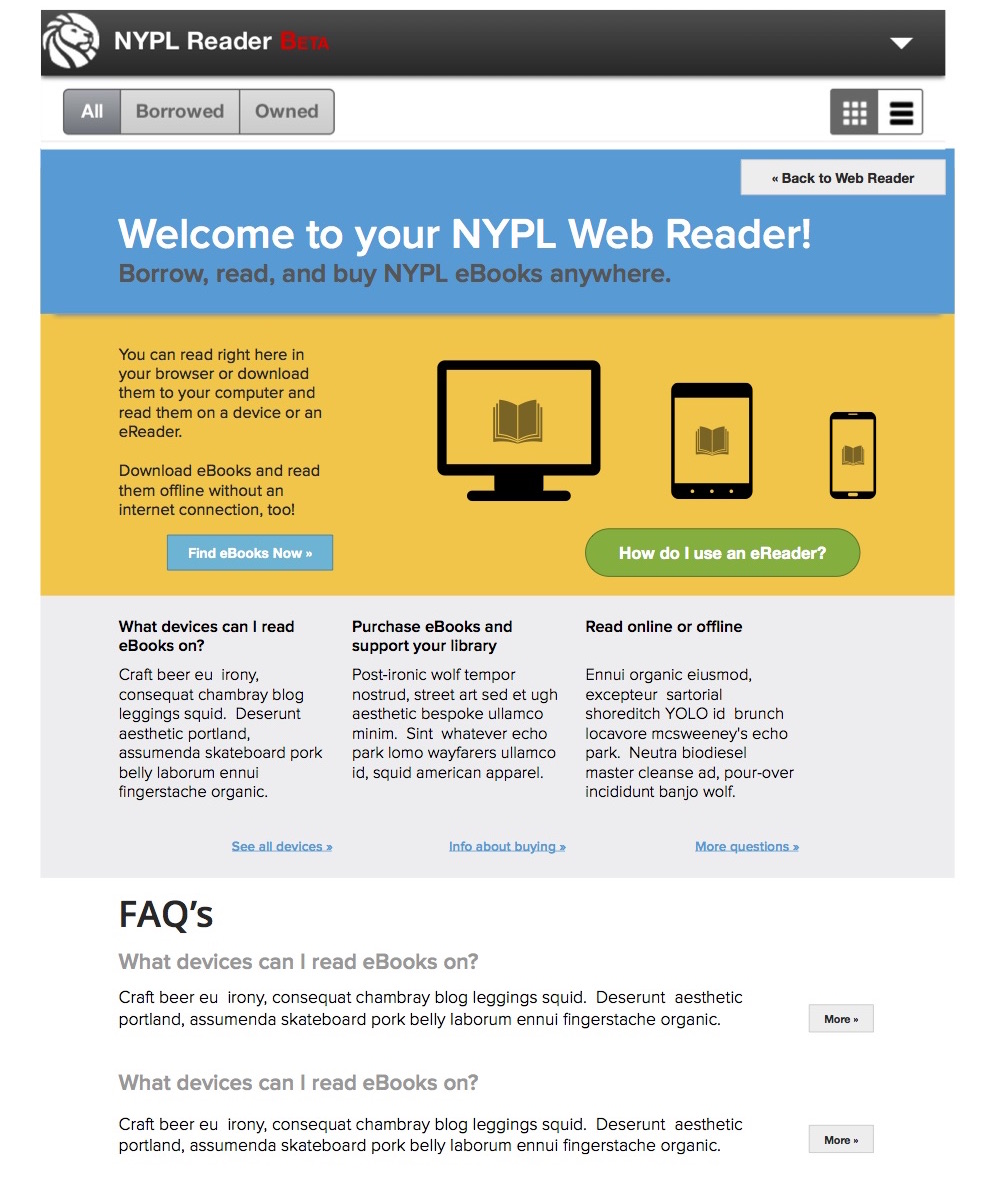 NYPL Reader BETA
All Borrowed Owned
« Back to Web Reader
Welcome to your NYPL Web Reader!
Borrow, read, and buy NYPL eBooks anywhere.
You can read right here in
your browser or download
them to your computer and
read them on a device or an
eReader.
Download eBooks and read
them offline without an
internet connection, too!
Find eBooks Now »
How do I use an eReader?
What devices can I read
eBooks on?
Craft beer eu  irony,
consequat chambray blog
leggings squid.  Deserunt
aesthetic portland,
assumenda skateboard pork
belly laborum ennui
fingerstache organic.
See all devices »
Purchase eBooks and
support your library
Post-ironic wolf tempor
nostrud, street art sed et ugh
aesthetic bespoke ullamco
minim.  Sint  whatever echo
park lomo wayfarers ullamco
id, squid american apparel.
Info about buying »
Read online or offline
Ennui organic eiusmod,
excepteur  sartorial
shoreditch YOLO id  brunch
locavore mcsweeney's echo
park.  Neutra biodiesel
master cleanse ad, pour-over
incididunt banjo wolf.
More questions »
FAQ’s
What devices can I read eBooks on?
Craft beer eu  irony, consequat chambray blog leggings squid.  Deserunt  aesthetic
portland, assumenda skateboard pork belly laborum ennui fingerstache organic.
More »
What devices can I read eBooks on?
Craft beer eu  irony, consequat chambray blog leggings squid.  Deserunt  aesthetic
portland, assumenda skateboard pork belly laborum ennui fingerstache organic.
More »